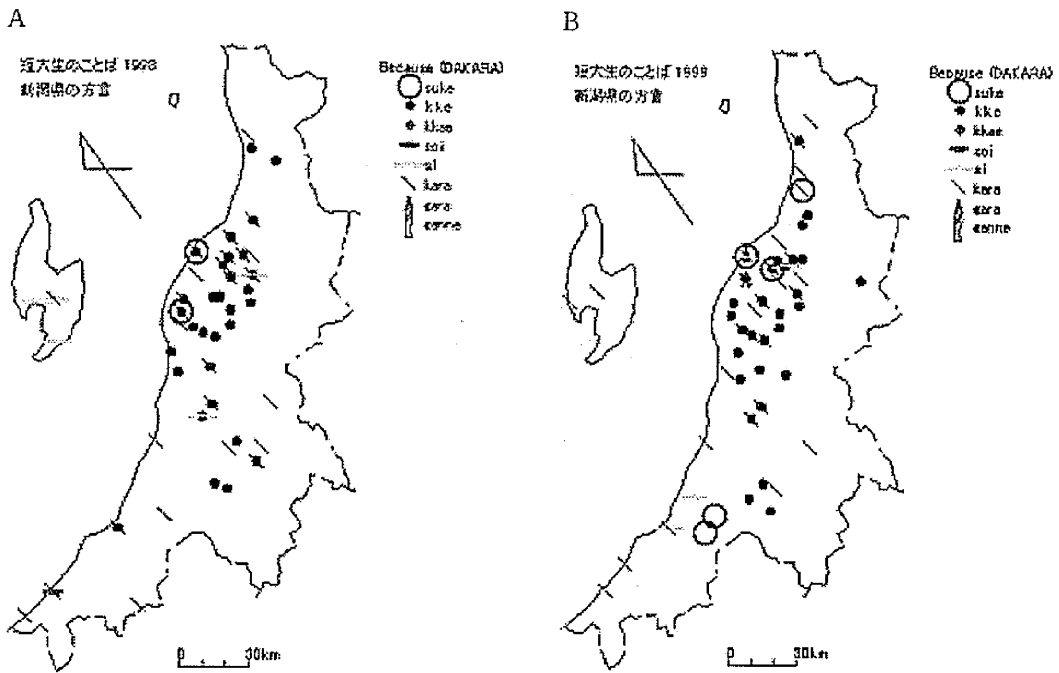 A
短大生のことば 1998
新潟県の方言
Because (DAKARA)
suke
kke
kkae
soi
ni
kara
gara
0 30km
B
短大生のことば 1999
新潟県の方言
Because (DAKARA)
suke
kke
kkae
soi
kara
gara
0 30km